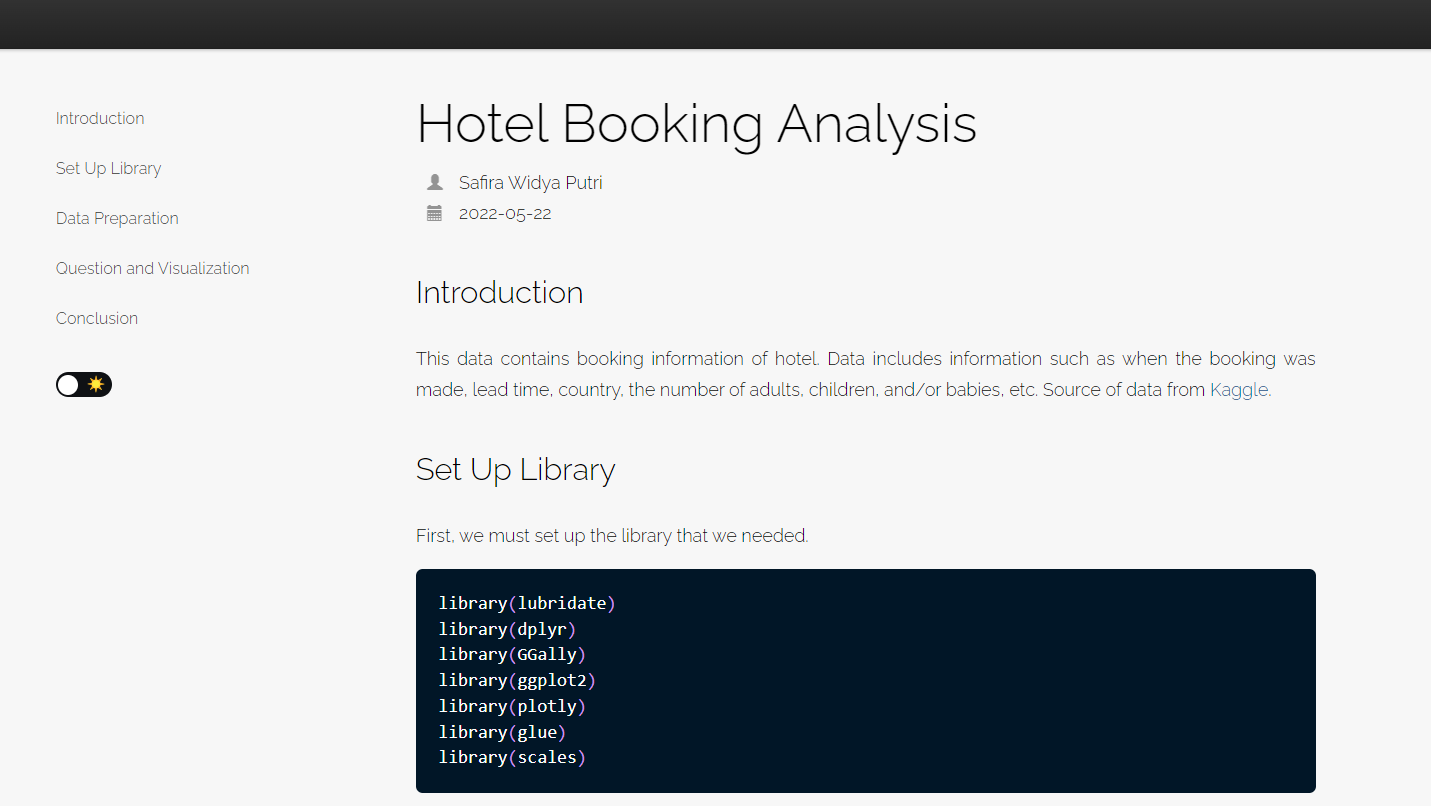 Introduction
Set Up Library
Data Preparation
Question and Visualization
Conclusion
Hotel Booking Analysis
Safira Widya Putri
2022-05-22
Introduction
This data contains booking information of hotel. Data includes information such as when the booking was
made, lead time, country, the number of adults, children, and/or babies, etc. Source of data from Kaggle.
Set Up Library
First, we must set up the library that we needed.
library(lubridate)
library(dplyr)
library(GGally)
library(ggplot2)
library(plotly)
library(glue)
library(scales)